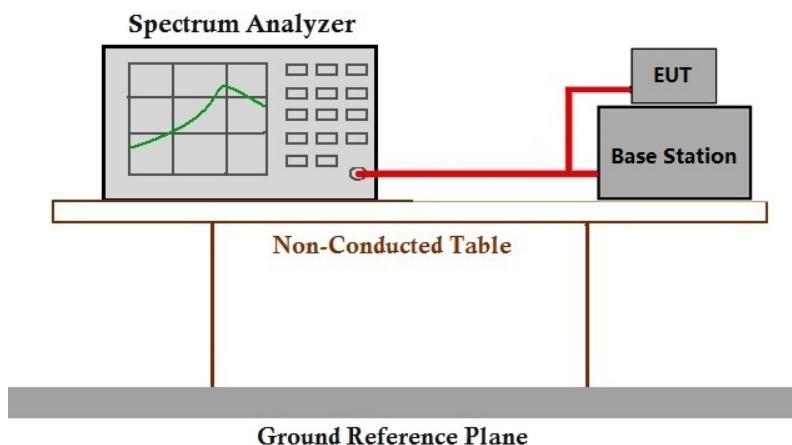 Spectrum Analyzer
EUT
Base Station
Non-Conducted Table
Ground Reference Plane